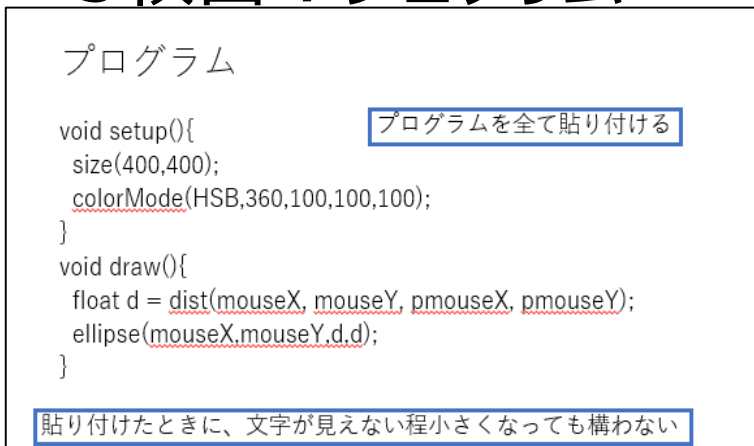 プログラム
void setup(){
プログラムを全て貼り付ける
size(400,400);
colorMode(HSB,360,100,100,100);
}
void draw(){
float d = dist(mouseX, mouseY, pmouseX, pmouseY);
ellipse(mouseX,mouseY,d,d);
}
貼り付けたときに、文字が見えない程小さくなっても構わない